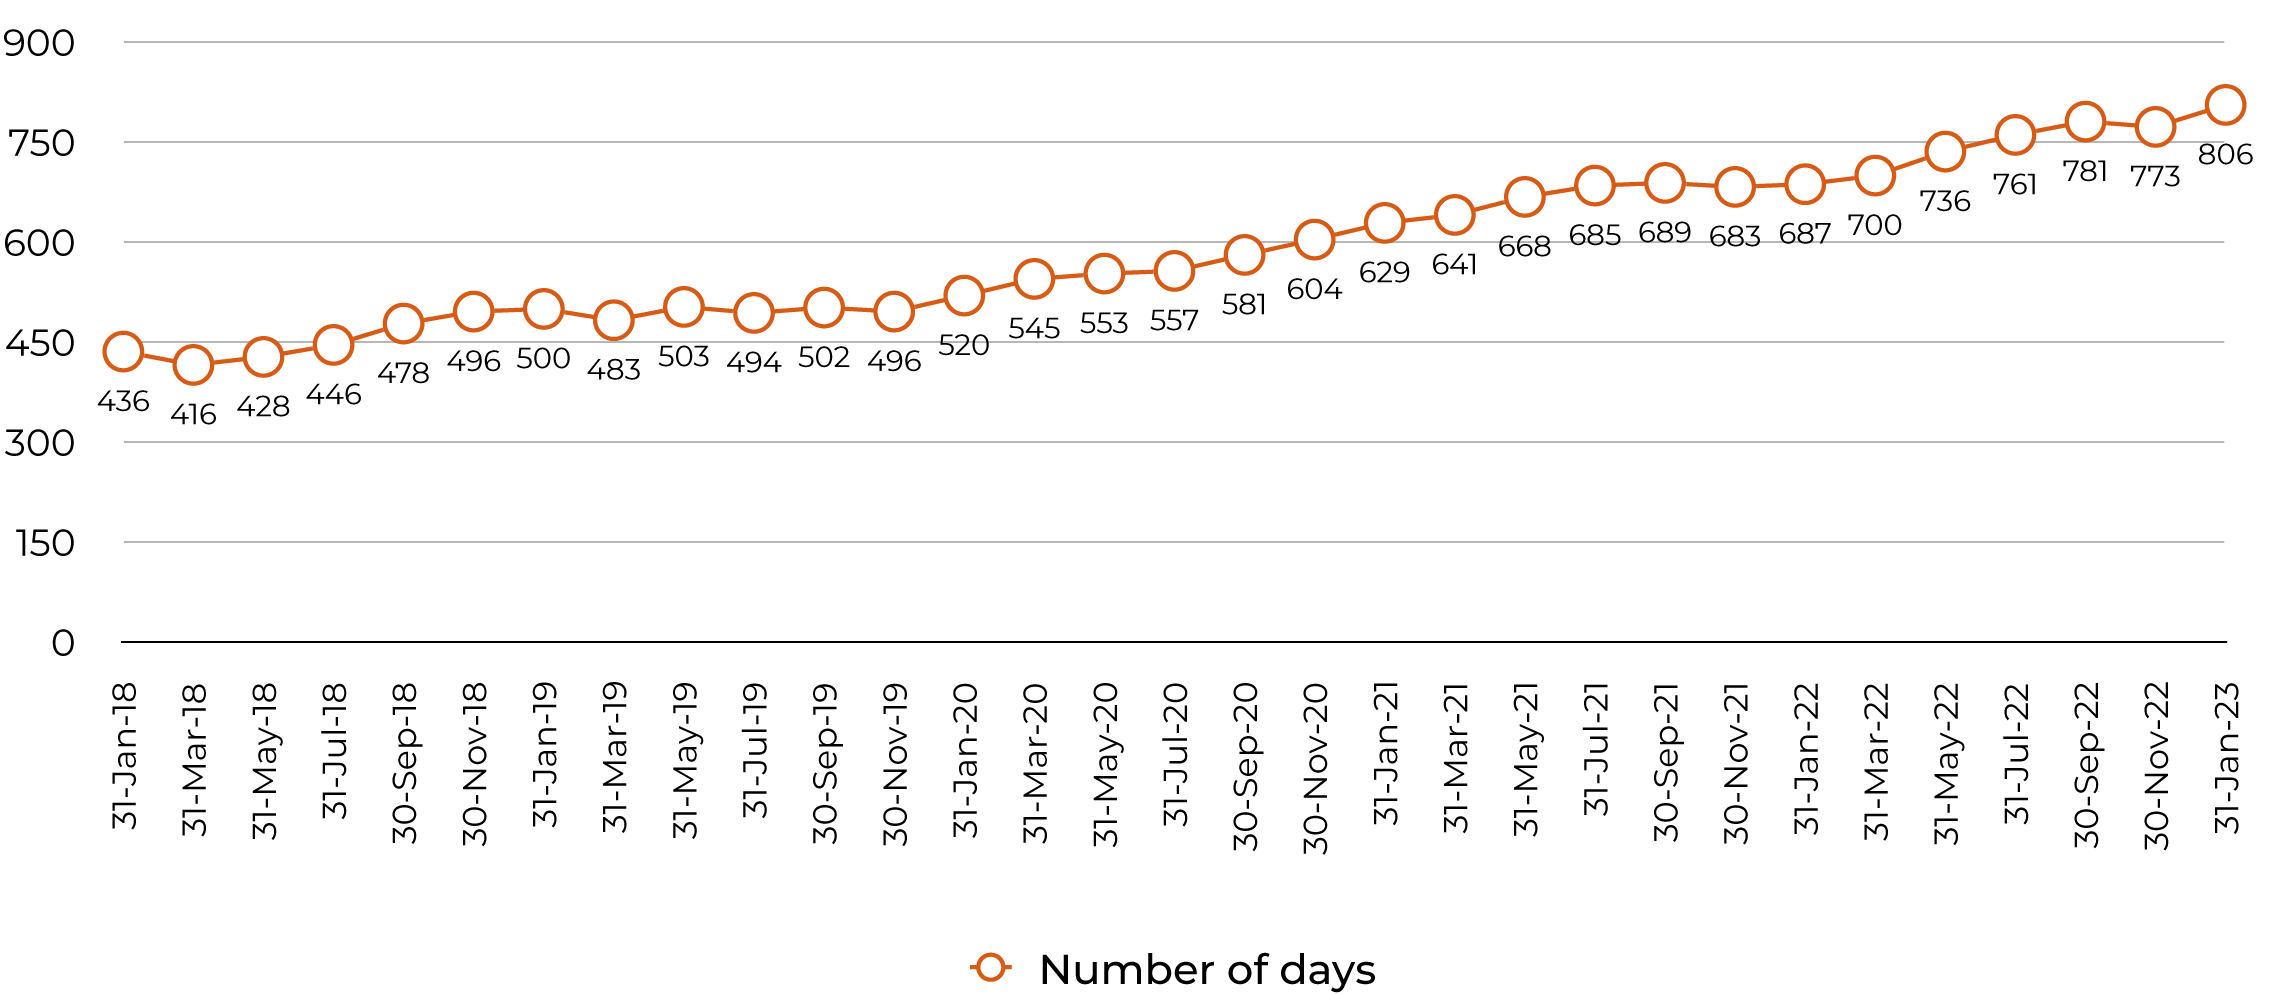 900
750
600
450
300
150
0
436
416
428
446
478
496
500
483
503
494
502
496
520
545
553
557
581
604
629
641
668
685
689
683
687
700
736
761
781
773
806
31-Jan-18
31-Mar-18
31-May-18
31-Jul-18
30-Sep-18
30-Nov-18
31-Jan-19
31-Mar-19
31-May-19
31-Jul-19
30-Sep-19
30-Nov-19
31-Jan-20
31-Mar-20
31-May-20
31-Jul-20
30-Sep-20
30-Nov-20
31-Jan-21
31-Mar-21
31-May-21
31-Jul-21
30-Sep-21
30-Nov-21
31-Jan-22
31-Mar-22
31-May-22
31-Jul-22
30-Sep-22
30-Nov-22
31-Jan-23
Number of days